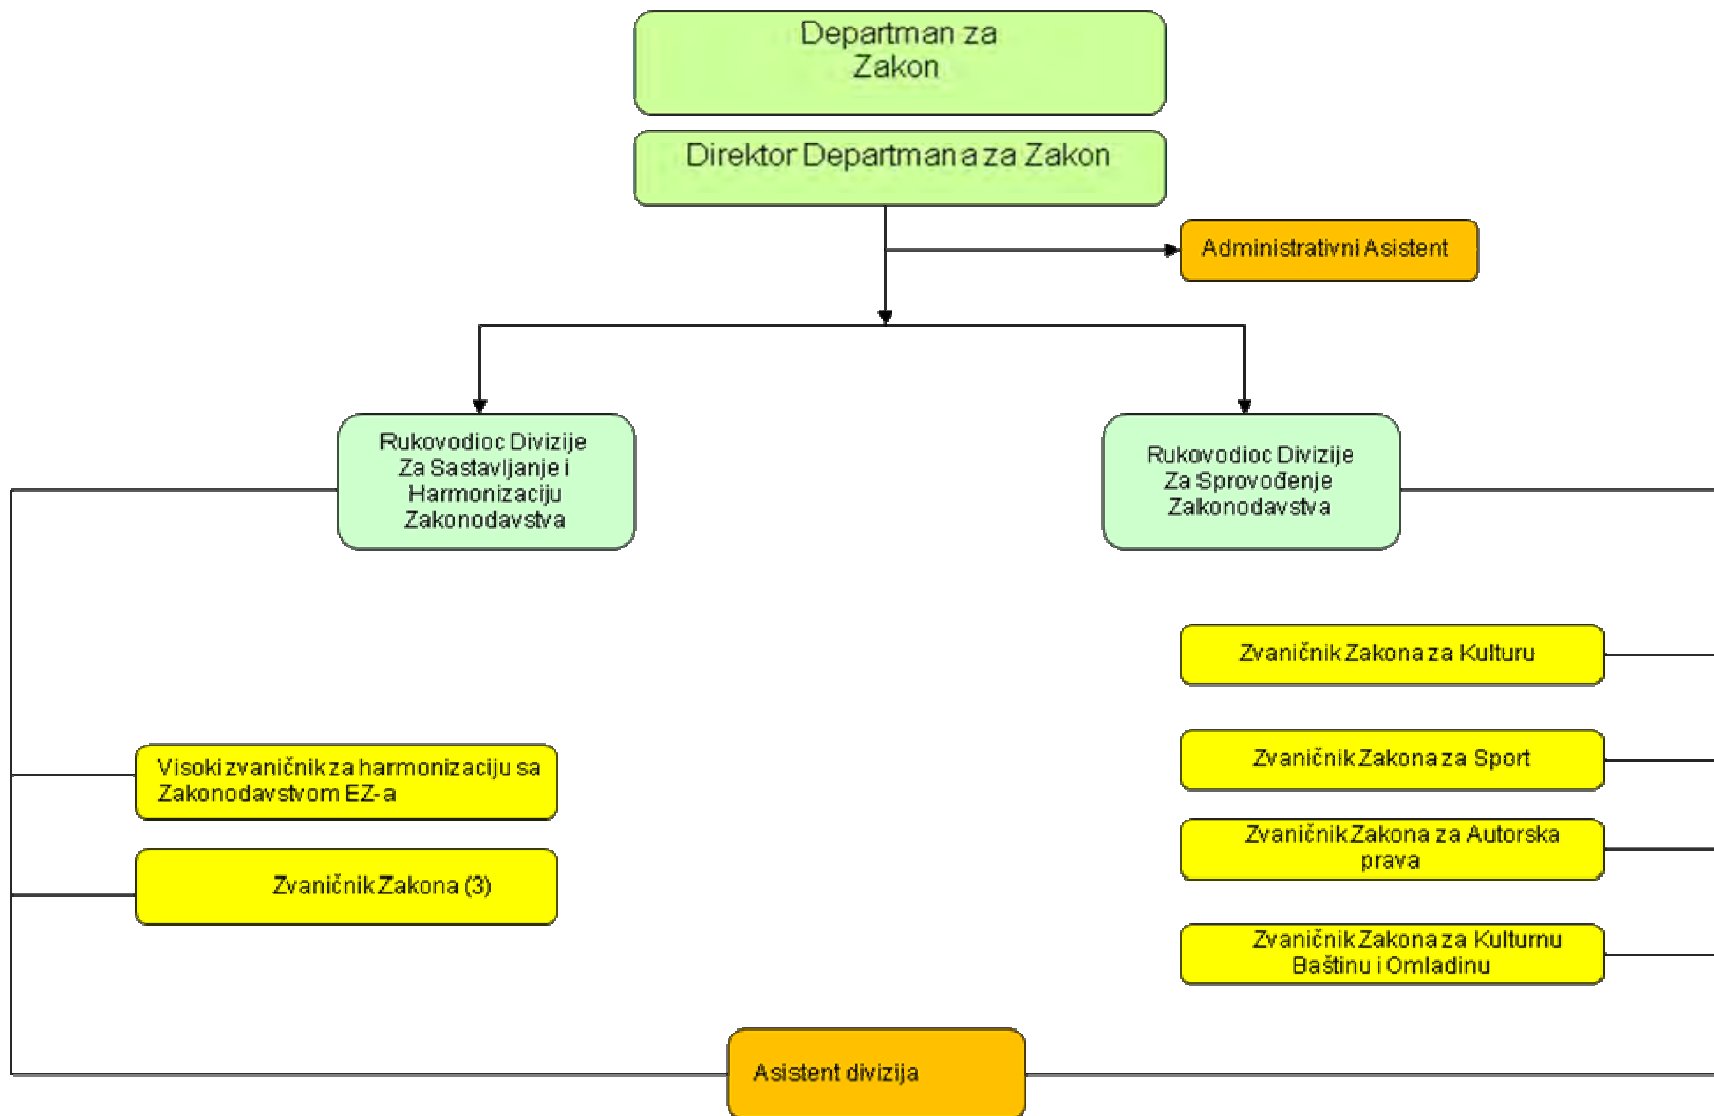 Departman za
Zakon
Direktor Departmana za Zakon
Administrativni Asistent
Rukovodioc Divizije
Za Sastavljanje i
Harmonizaciju
Zakonodavstva
Rukovodioc Divizije
Za Sprovođenje
Zakonodavstva
Zvaničnik Zakona za Kulturu
Visoki zvaničnik za harmonizaciju sa
Zakonodavstvom EZ-a
Zvaničnik Zakona za Sport
Zvaničnik Zakona za Autorska
prava
Zvaničnik Zakona (3)
Zvaničnik Zakona za Kulturnu
Baštinu i Omladinu
Asistent divizija